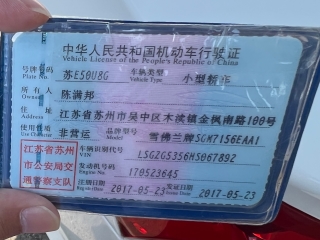 中华人民共和国机动车行驶证
Vehicle License of the People's Republic of China
号牌号码 苏E50U8G 车辆类型 小型轿车
Plate No. Vehicle Type
所有人 陈满邦
Owner
住址 江苏省苏州市吴中区木渎镇金枫南路100号
Address
使用性质 非营运 品牌型号 雪佛兰牌SGM7156EAA1
Use Character Model
江苏省苏州市公安局交通警察支队
车辆识别代号 LSGZG5356HS067892
VIN
发动机号码 170523645
Engine No.
注册日期 2017-05-23 发证日期 2017-05-23
Register Date Issue Date